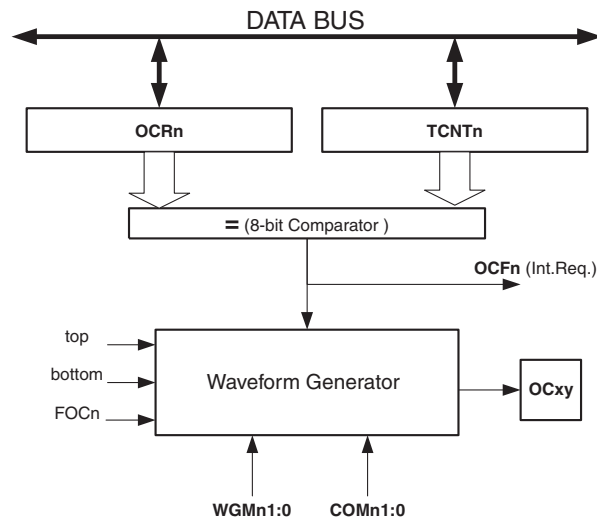 DATA BUS
OCRn
TCNTn
= (8-bit Comparator )
OCFn (Int.Req.)
top
bottom
FOCn
Waveform Generator
OCxy
WGMn1:0
COMn1:0